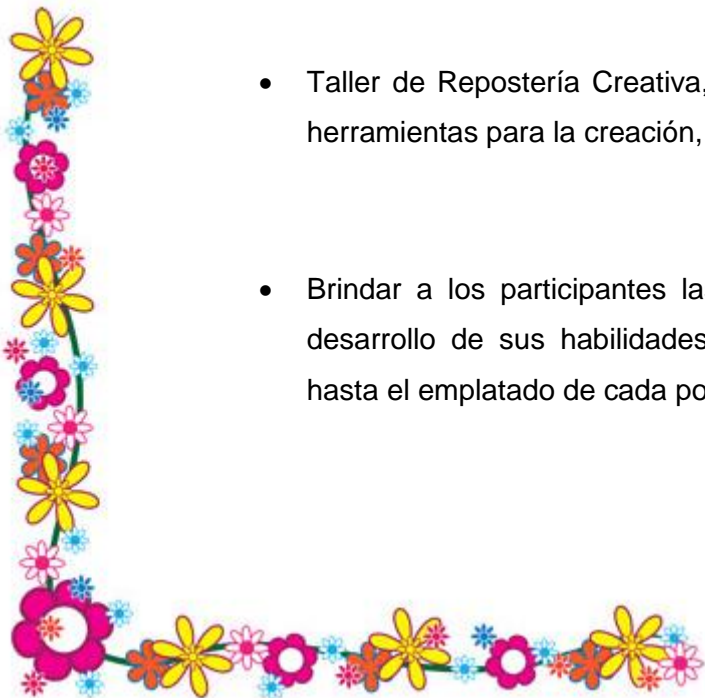 • Taller de Repostería Creativa,
herramientas para la creación,
• Brindar a los participantes la
desarrollo de sus habilidades
hasta el emplatado de cada po